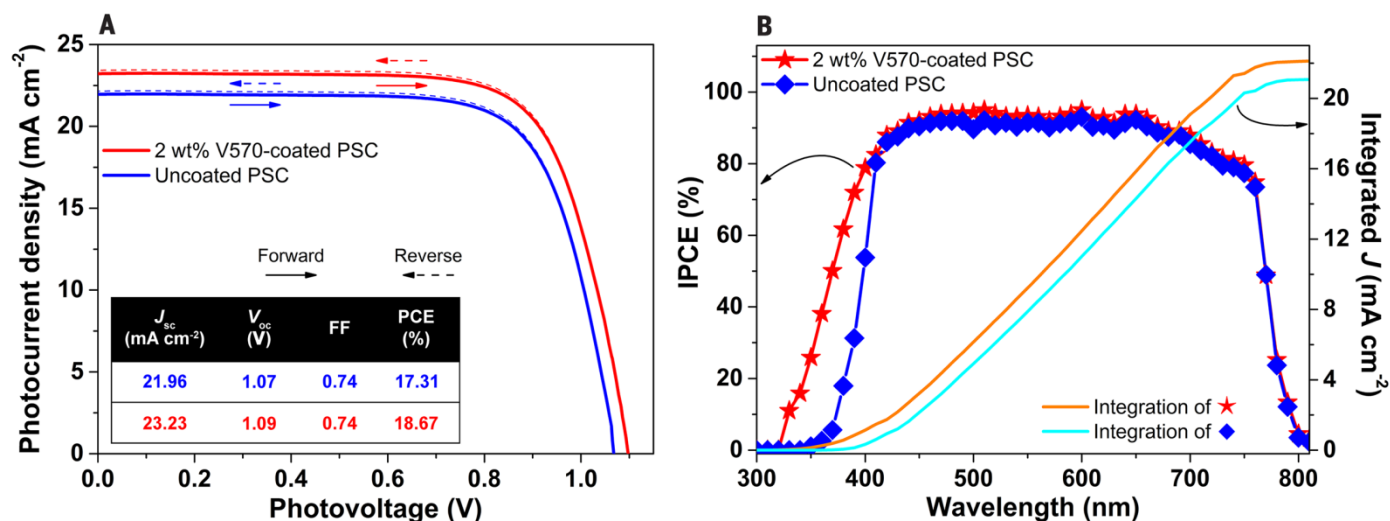 A
Photocurrent density (mA cm⁻²)
25
20
15
10
5
0
2 wt% V570-coated PSC
Uncoated PSC
Forward
Reverse
Jsc (mA cm⁻²) Voc (V) FF PCE (%)
21.96 1.07 0.74 17.31
23.23 1.09 0.74 18.67
0.0 0.2 0.4 0.6 0.8 1.0
Photovoltage (V)
B
2 wt% V570-coated PSC
Uncoated PSC
IPCE (%)
100
80
60
40
20
0
Integrated J (mA cm⁻²)
20
16
12
8
4
0
Integration of
Integration of
300 400 500 600 700 800
Wavelength (nm)